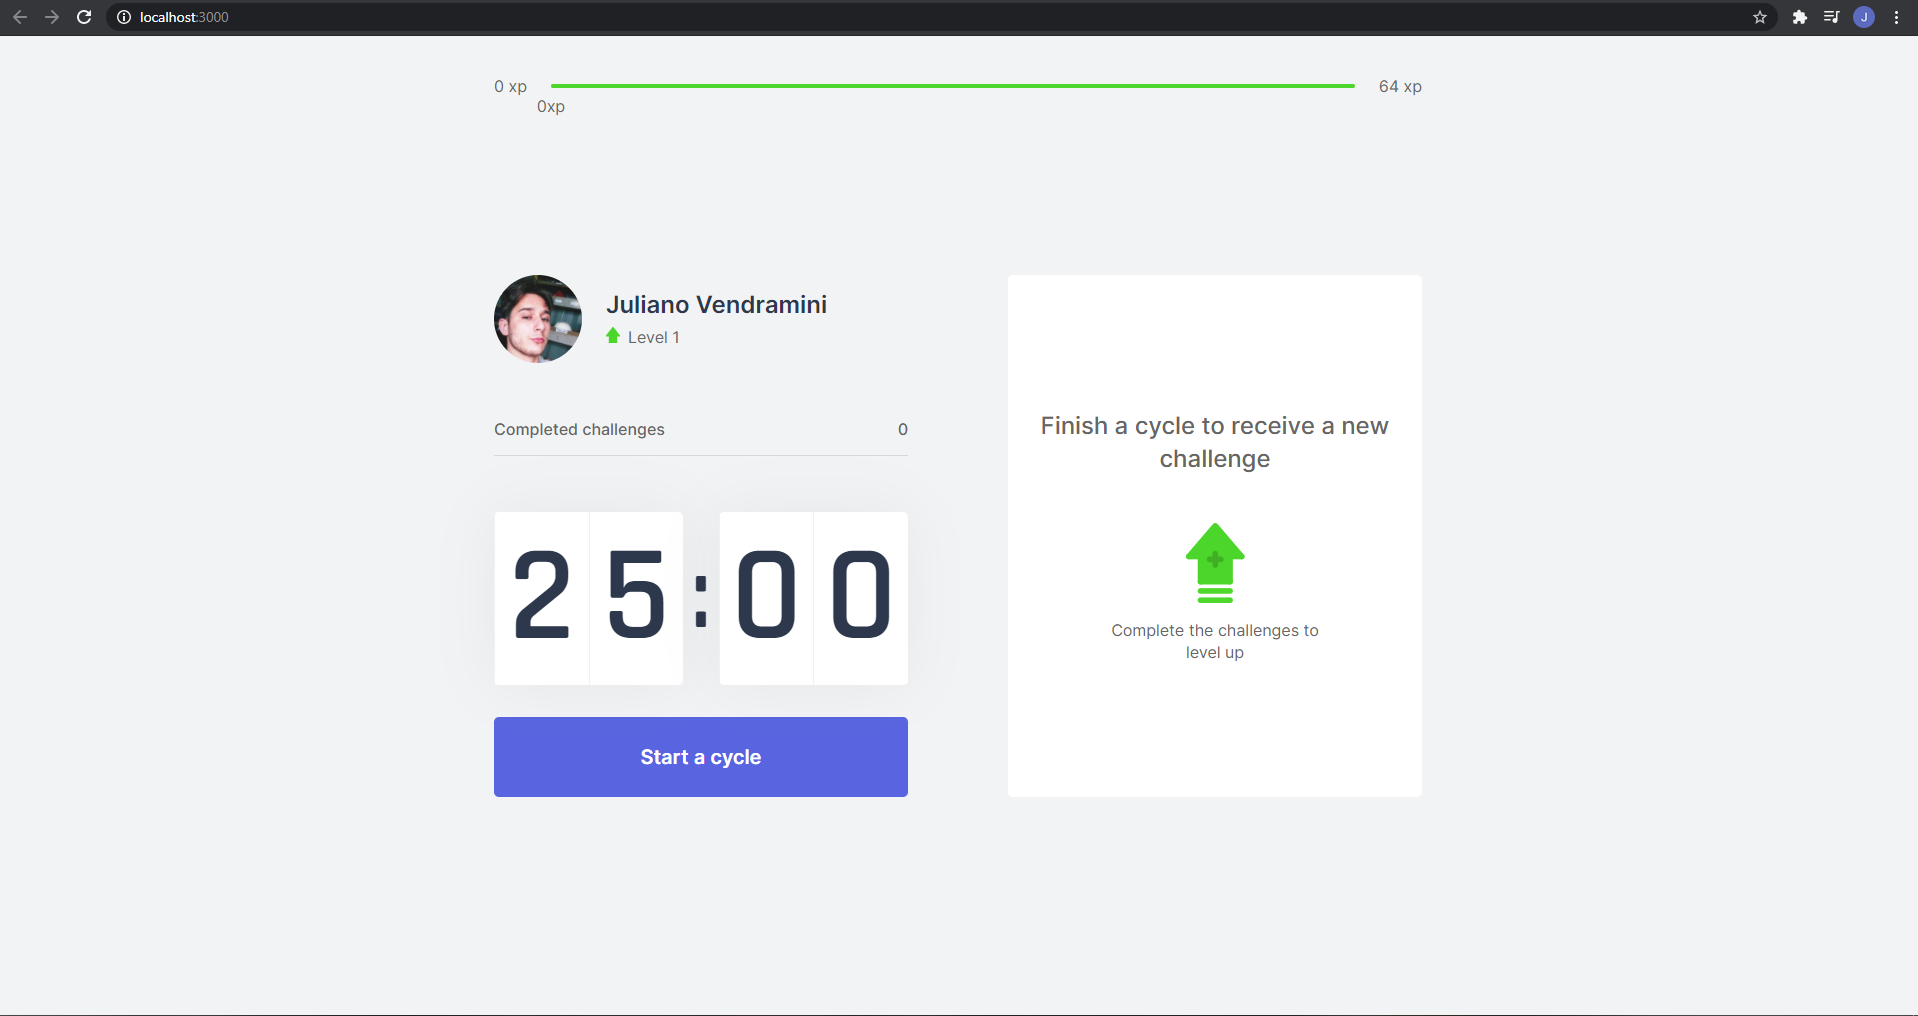 localhost:3000
J
0 xp
64 xp
0xp
Juliano Vendramini
Level 1
Completed challenges 0
25:00
Start a cycle
Finish a cycle to receive a new
challenge
Complete the challenges to
level up